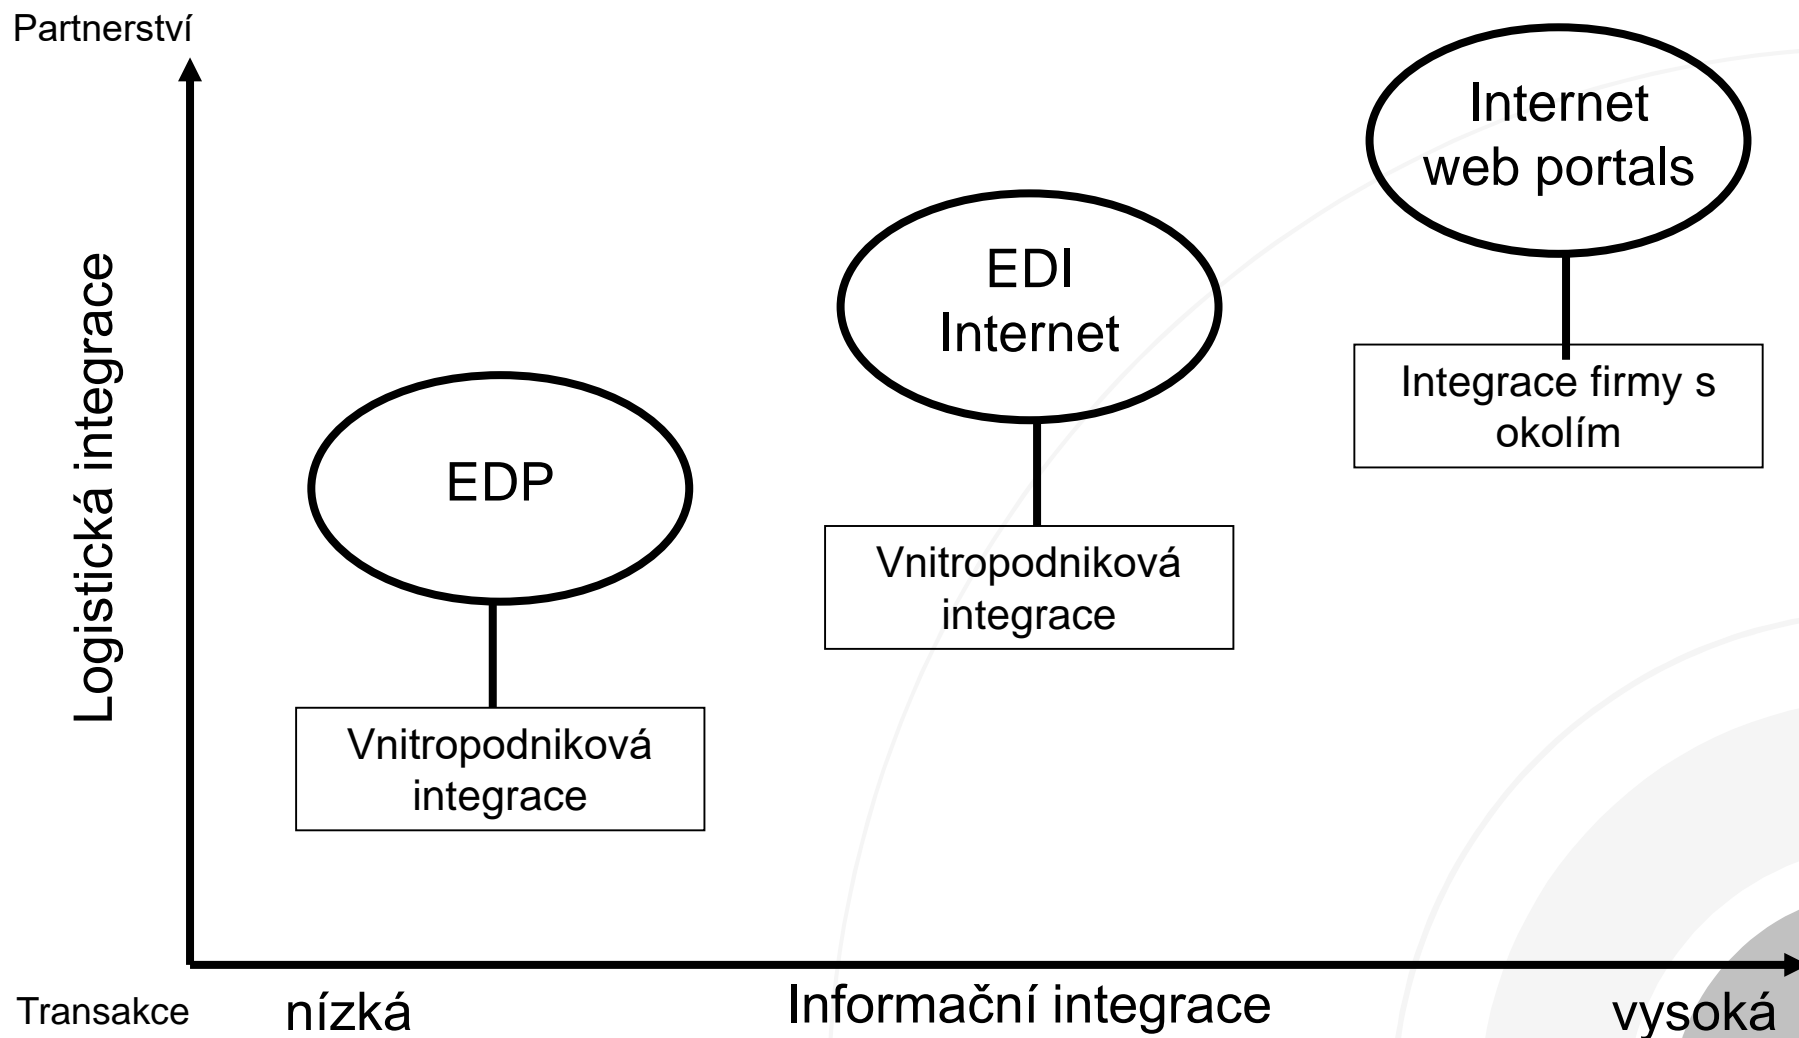 Partnerství
Internet
web portals
EDI
Internet
Logistická integrace
Integrace firmy s
okolím
EDP
Vnitropodniková
integrace
Vnitropodniková
integrace
Transakce
nízká
Informační integrace
vysoká